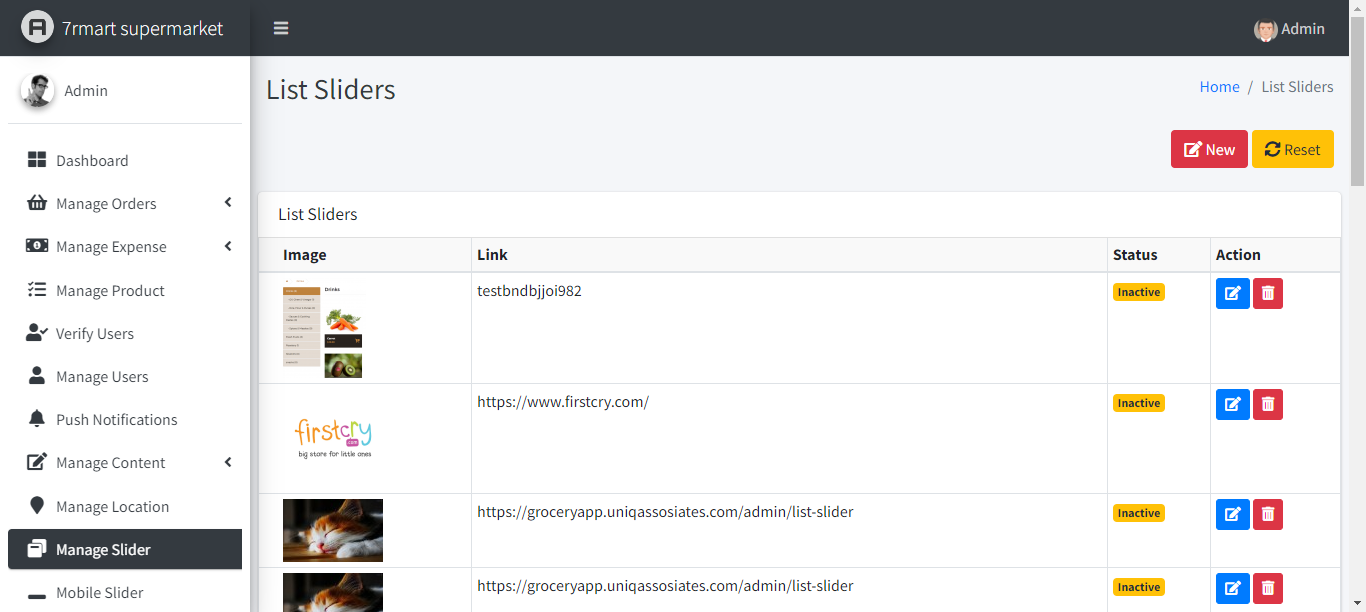 A 7rmart supermarket
Admin
Admin
Dashboard
Manage Orders
Manage Expense
Manage Product
Verify Users
Manage Users
Push Notifications
Manage Content
Manage Location
Manage Slider
Mobile Slider
List Sliders
Home / List Sliders
New
Reset
List Sliders
Image Link Status Action
Drinks
testbndbjjoi982 Inactive
firstcry
.com
big store for little ones
https://www.firstcry.com/ Inactive
https://groceryapp.uniqassosiates.com/admin/list-slider Inactive
https://groceryapp.uniqassosiates.com/admin/list-slider Inactive